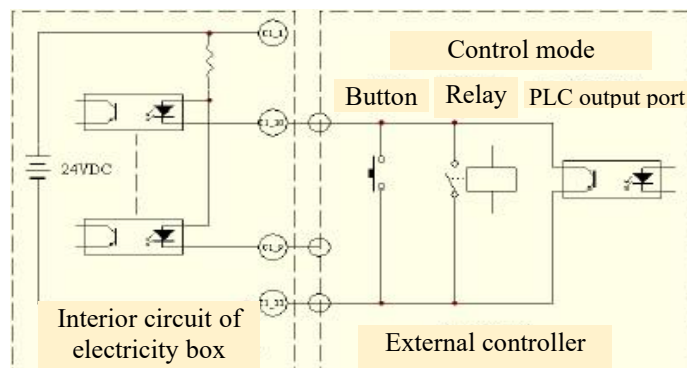 Control mode
Button
Relay
PLC output port
24VDC
Interior circuit of
electricity box
External controller